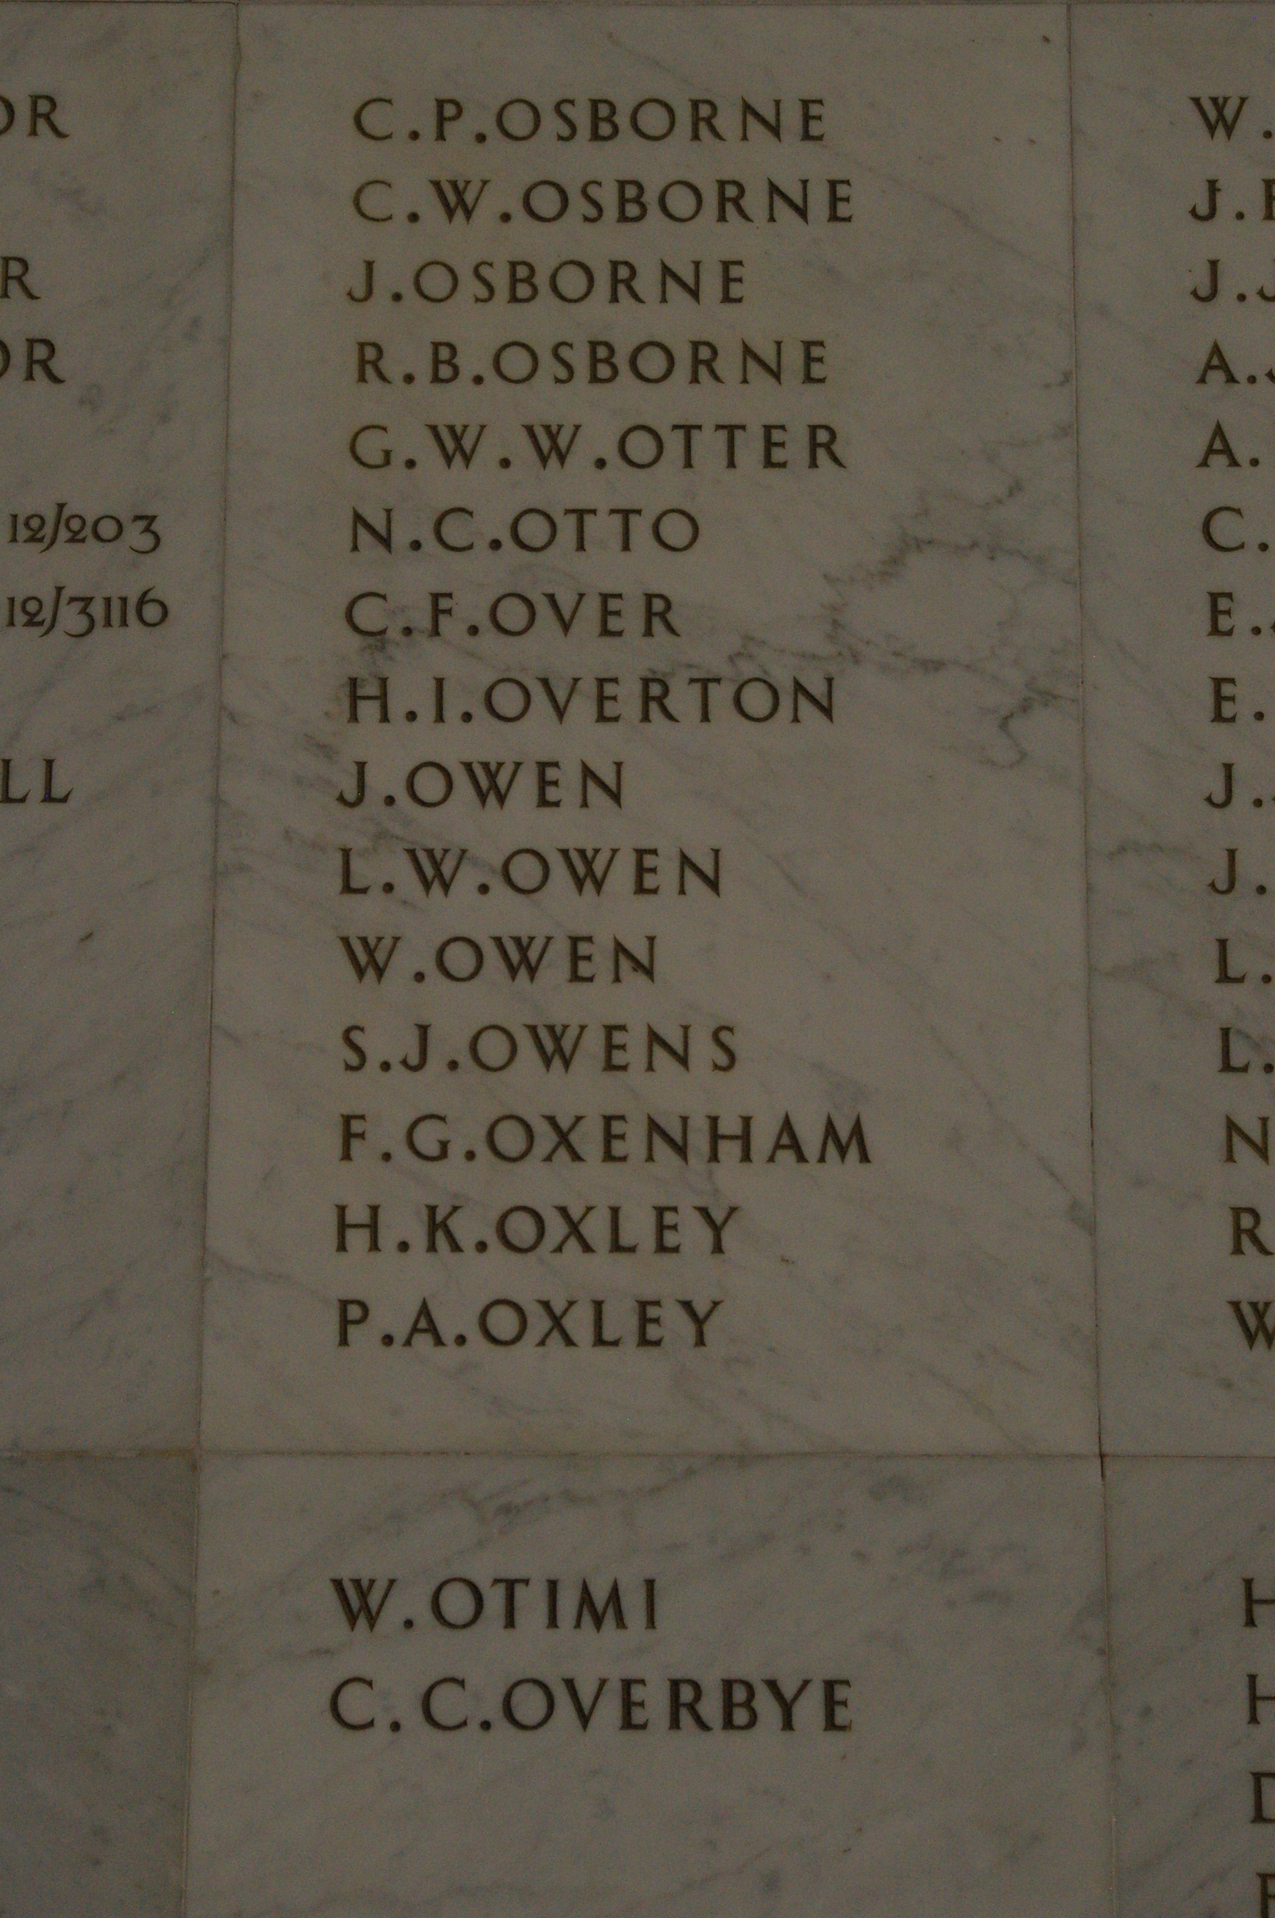 C.P.OSBORNE
C.W.OSBORNE
J.OSBORNE
R.B.OSBORNE
G.W.W.OTTER
N.C.OTTO
C.F.OVER
H.I.OVERTON
J.OWEN
L.W.OWEN
W.OWEN
S.J.OWENS
F.G.OXENHAM
H.K.OXLEY
P.A.OXLEY
W.OTIMI
C.C.OVERBYE
12/203
12/3116